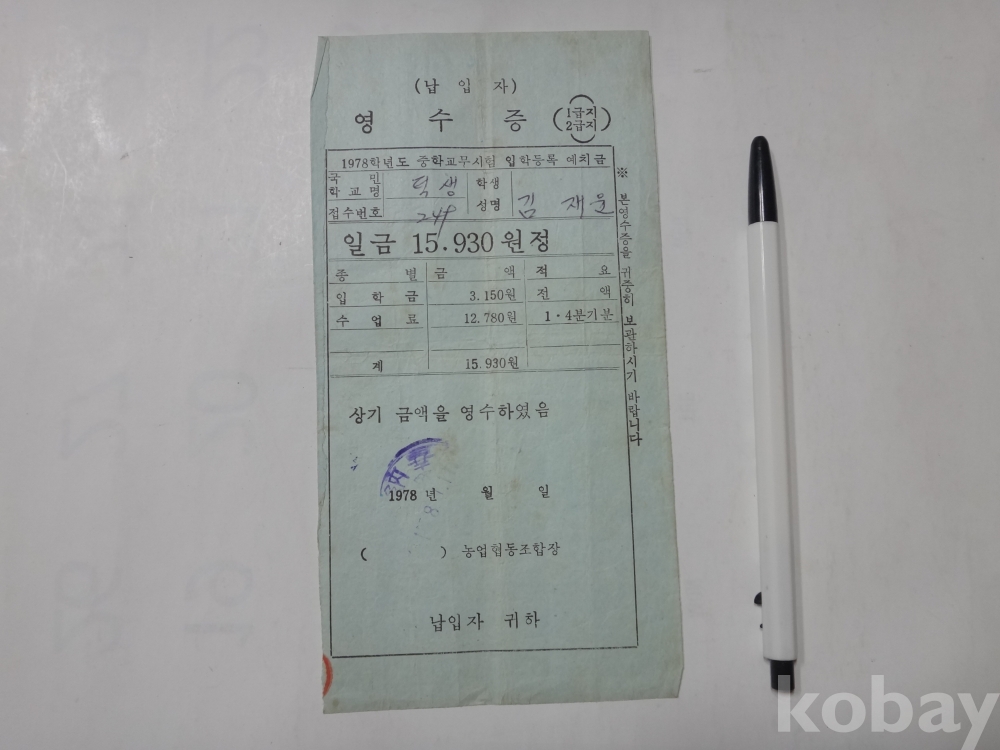 (납 입 자)
영 수 증 (1급지 2급지)
1978학년도 중학교무시험 입학등록 예치금
국 민 학 교 명 덕생 학생 성명 김 재윤
접수번호 249
일금 15.930원정
종 별 금 액 적 요
입 학 금 3.150원 전 액
수 업 료 12.780원 1·4분기분
계 15.930원
※ 본영수증을 귀중히 보관하시기 바랍니다
상기 금액을 영수하였음
1978 년 월 일
( ) 농업협동조합장
납입자 귀하
kobay